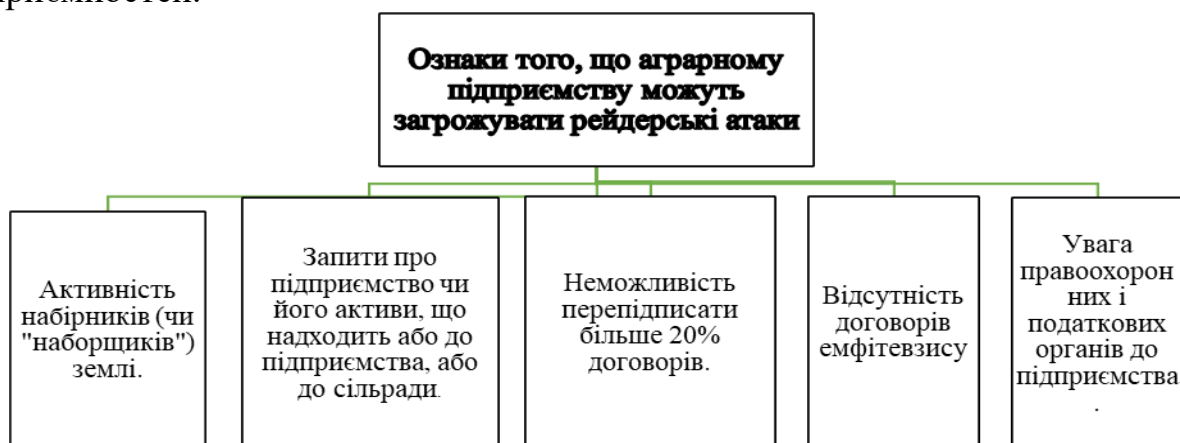 Ознаки того, що аграрному
підприємству можуть
загрожувати рейдерські атаки
Активність
набірників (чи
"наборщиків")
землі.
Запити про
підприємство чи
його активи, що
надходить або до
підприємства, або
до сільради.
Неможливість
перепідписати
більше 20%
договорів.
Відсутність
договорів
емфітевзису
Увага
правоохорон
них і
податкових
органів до
підприємства
.